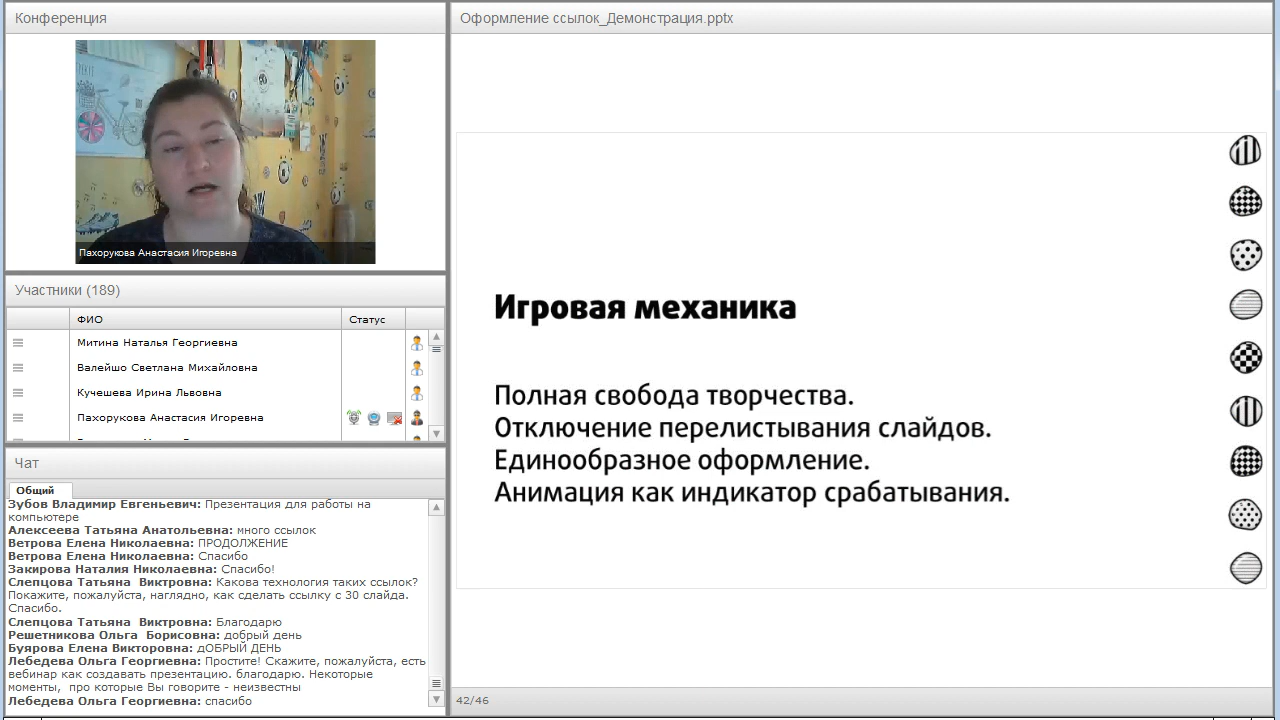 Конференция
Пахорукова Анастасия Игоревна
Участники (189)
ФИО
Статус
Митина Наталья Георгиевна
Валейшо Светлана Михайловна
Кучешева Ирина Львовна
Пахорукова Анастасия Игоревна
Чат
Общий
Зубов Владимир Евгеньевич: Презентация для работы на
компьютере
Алексеева Татьяна Анатольевна: много ссылок
Ветрова Елена Николаевна: ПРОДОЛЖЕНИЕ
Ветрова Елена Николаевна: Спасибо
Закирова Наталия Николаевна: Спасибо!
Слепцова Татьяна  Виктровна: Какова технология таких ссылок?
Покажите, пожалуйста, наглядно, как сделать ссылку с 30 слайда.
Спасибо.
Слепцова Татьяна  Виктровна: Благодарю
Решетникова Ольга  Борисовна: добрый день
Буярова Елена Викторовна: дОБРЫЙ ДЕНЬ
Лебедева Ольга Георгиевна: Простите! Скажите, пожалуйста, есть
вебинар как создавать презентацию. благодарю. Некоторые
моменты,  про которые Вы говорите - неизвестны
Лебедева Ольга Георгиевна: спасибо
Оформление ссылок_Демонстрация.pptx
Игровая механика
Полная свобода творчества.
Отключение перелистывания слайдов.
Единообразное оформление.
Анимация как индикатор срабатывания.
42/46